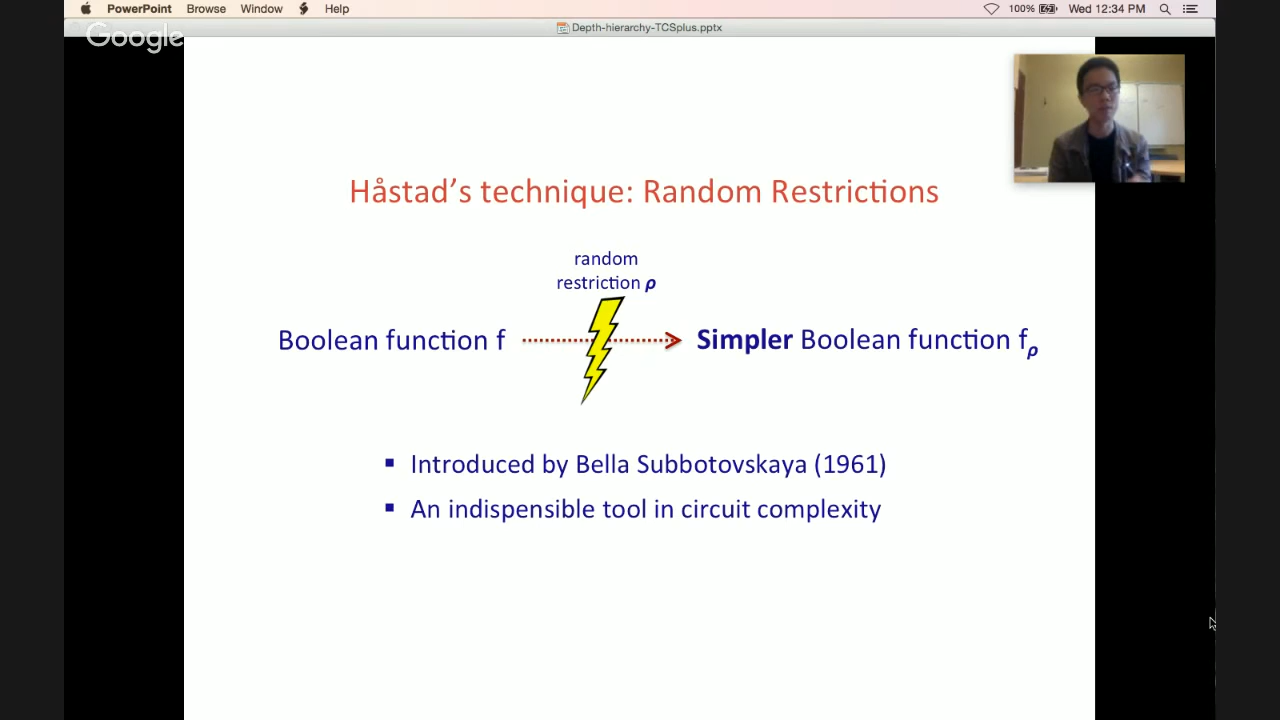 PowerPoint Browse Window Help 100% Wed 12:34 PM
Depth-hierarchy-TCSplus.pptx
Google
Håstad’s technique: Random Restrictions
random
restriction ρ
Boolean function f
Simpler Boolean function fρ
▪ Introduced by Bella Subbotovskaya (1961)
▪ An indispensible tool in circuit complexity